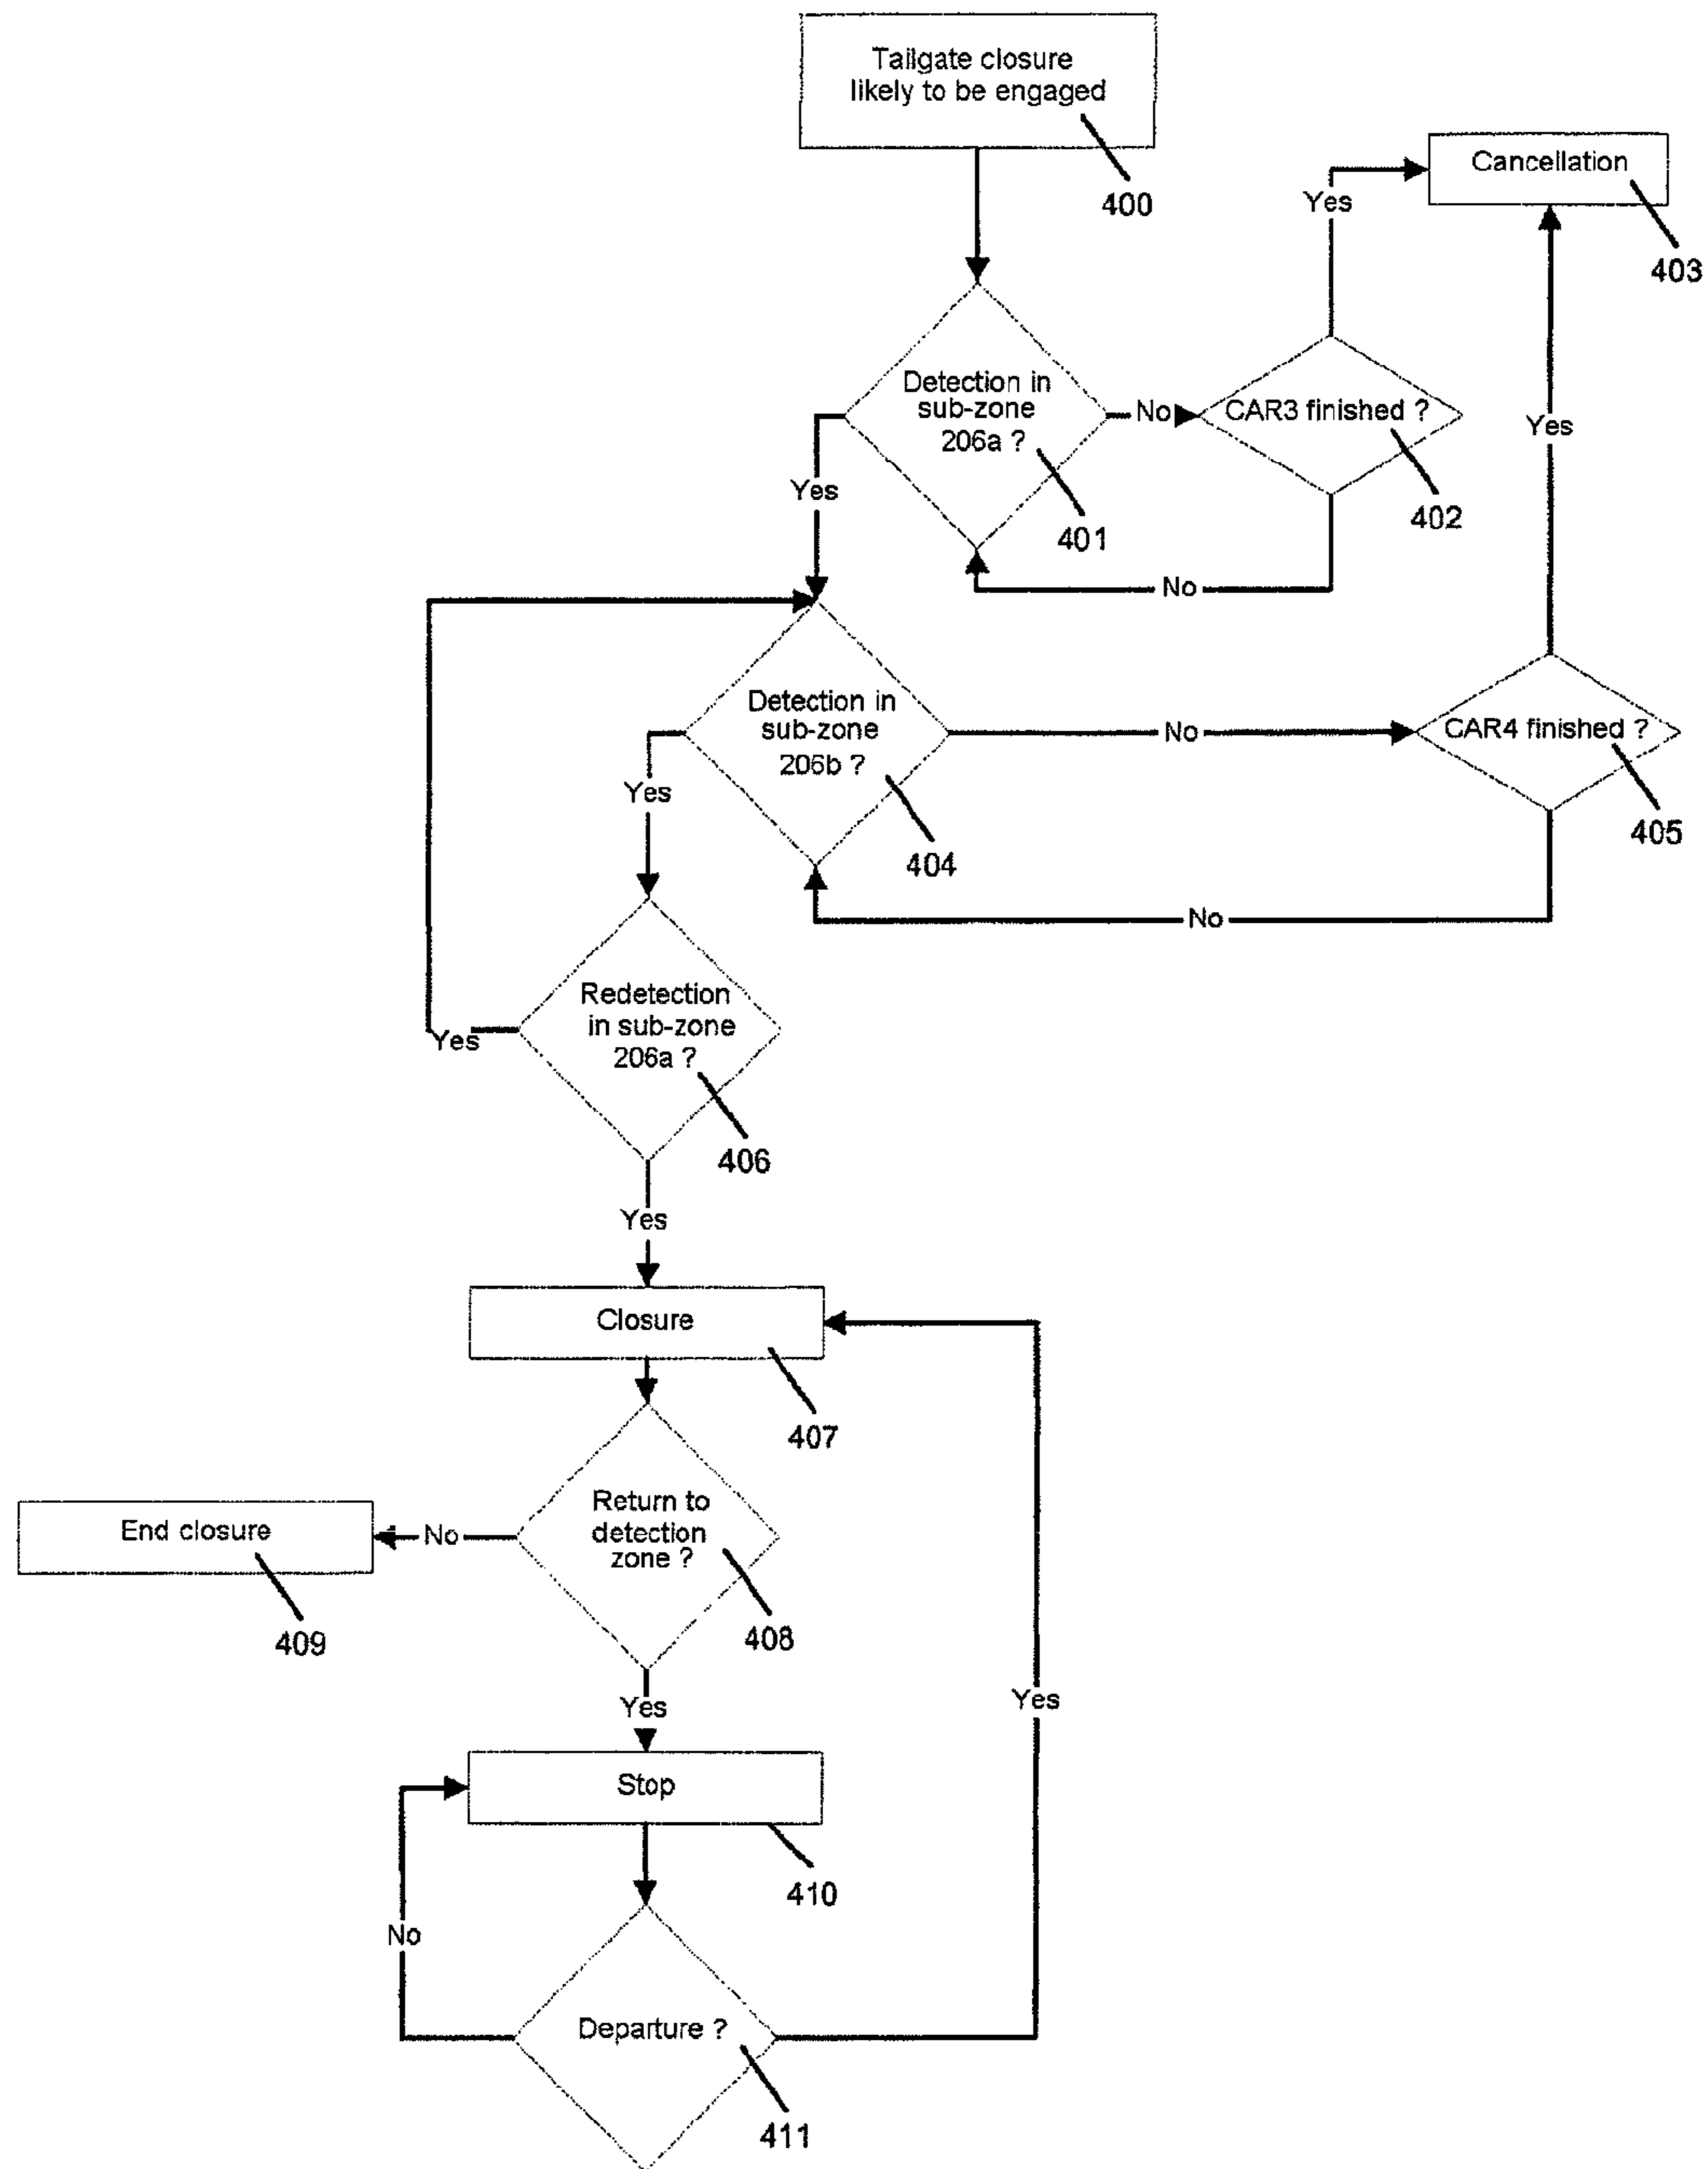 Tailgate closure
likely to be engaged
400
Cancellation
403
Yes
Detection in
sub-zone
206a ?
401
No
CAR3 finished ?
402
Yes
No
Yes
Detection in
sub-zone
206b ?
404
No
CAR4 finished ?
405
Yes
No
Redetection
in sub-zone
206a ?
406
Yes
Yes
Closure
407
Return to
detection
zone ?
408
No
End closure
409
Yes
Yes
Stop
410
No
Departure ?
411